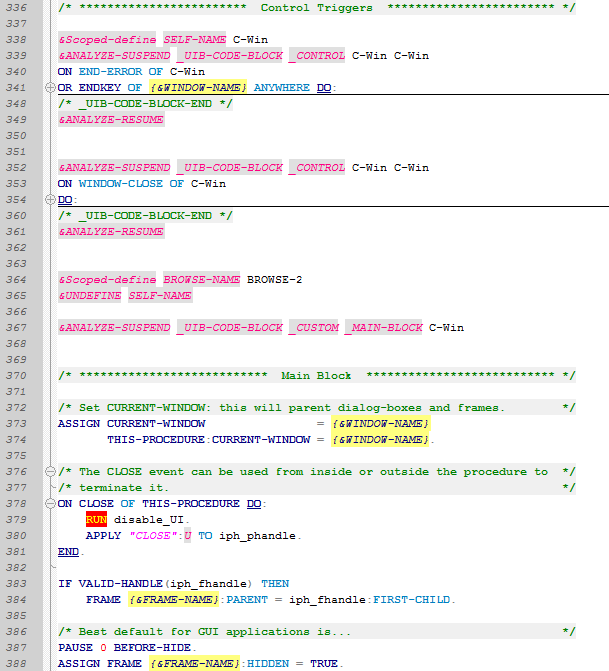 336 /* ************************ Control Triggers ************************ */
337
338 &Scoped-define SELF-NAME C-Win
339 &ANALYZE-SUSPEND _UIB-CODE-BLOCK _CONTROL C-Win C-Win
340 ON END-ERROR OF C-Win
341 OR ENDKEY OF {&WINDOW-NAME} ANYWHERE DO:
348 /* _UIB-CODE-BLOCK-END */
349 &ANALYZE-RESUME
350
351
352 &ANALYZE-SUSPEND _UIB-CODE-BLOCK _CONTROL C-Win C-Win
353 ON WINDOW-CLOSE OF C-Win
354 DO:
360 /* _UIB-CODE-BLOCK-END */
361 &ANALYZE-RESUME
362
363
364 &Scoped-define BROWSE-NAME BROWSE-2
365 &UNDEFINE SELF-NAME
366
367 &ANALYZE-SUSPEND _UIB-CODE-BLOCK _CUSTOM _MAIN-BLOCK C-Win
368
369
370 /* *************************** Main Block *************************** */
371
372 /* Set CURRENT-WINDOW: this will parent dialog-boxes and frames. */
373 ASSIGN CURRENT-WINDOW = {&WINDOW-NAME}
374 THIS-PROCEDURE:CURRENT-WINDOW = {&WINDOW-NAME}.
375
376 /* The CLOSE event can be used from inside or outside the procedure to */
377 /* terminate it. */
378 ON CLOSE OF THIS-PROCEDURE DO:
379 RUN disable_UI.
380 APPLY "CLOSE":U TO iph_phandle.
381 END.
382
383 IF VALID-HANDLE(iph_fhandle) THEN
384 FRAME {&FRAME-NAME}:PARENT = iph_fhandle:FIRST-CHILD.
385
386 /* Best default for GUI applications is... */
387 PAUSE 0 BEFORE-HIDE.
388 ASSIGN FRAME {&FRAME-NAME}:HIDDEN = TRUE.